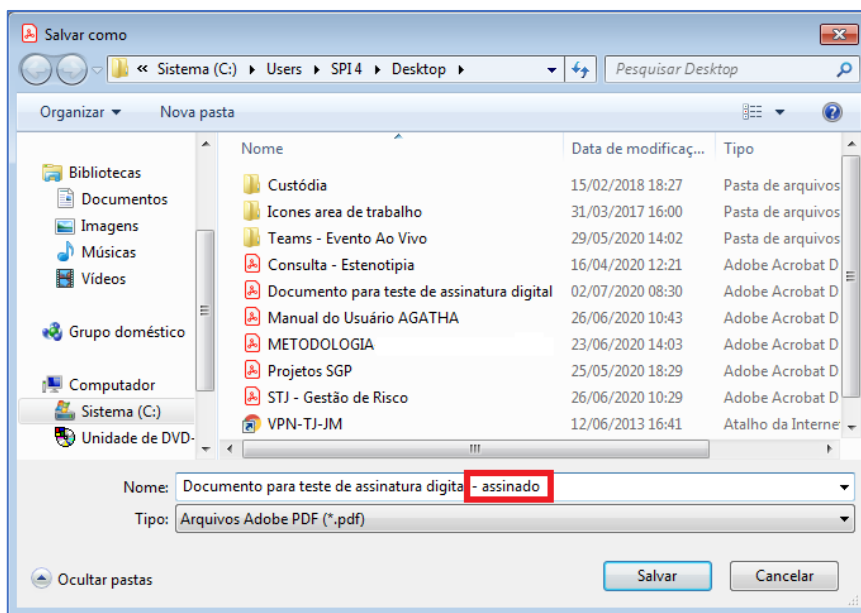 Salvar como
« Sistema (C:) Users SPI 4 Desktop Pesquisar Desktop
Organizar Nova pasta
Nome Data de modificaç... Tipo
Bibliotecas
Documentos
Imagens
Músicas
Vídeos
Grupo doméstico
Computador
Sistema (C:)
Unidade de DVD-
Custódia 15/02/2018 18:27 Pasta de arquivos
Icones area de trabalho 31/03/2017 16:00 Pasta de arquivos
Teams - Evento Ao Vivo 29/05/2020 14:02 Pasta de arquivos
Consulta - Estenotipia 16/04/2020 12:21 Adobe Acrobat D
Documento para teste de assinatura digital 02/07/2020 08:30 Adobe Acrobat D
Manual do Usuário AGATHA 26/06/2020 10:43 Adobe Acrobat D
METODOLOGIA 23/06/2020 14:03 Adobe Acrobat D
Projetos SGP 25/05/2020 18:29 Adobe Acrobat D
STJ - Gestão de Risco 26/06/2020 10:29 Adobe Acrobat D
VPN-TJ-JM 12/06/2013 16:41 Atalho da Interne
Nome: Documento para teste de assinatura digital - assinado
Tipo: Arquivos Adobe PDF (*.pdf)
Ocultar pastas Salvar Cancelar